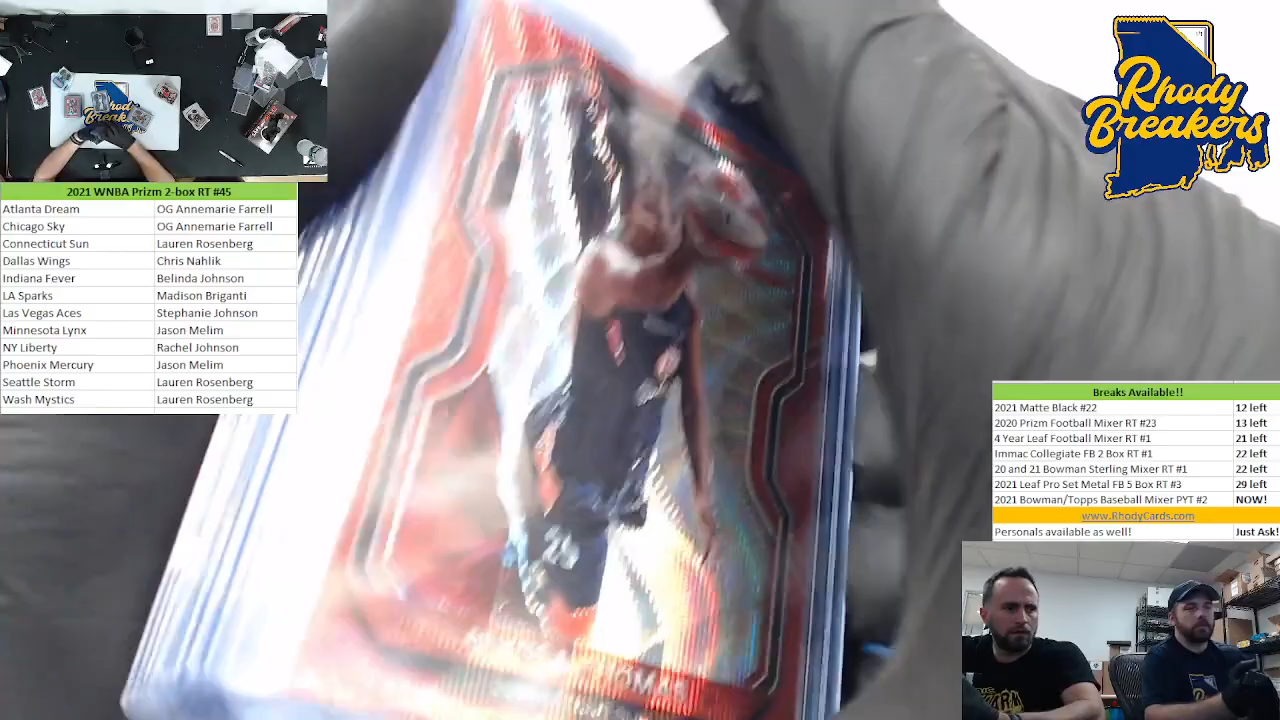 Rhody
Breakers
2021 WNBA Prizm 2-box RT #45
Atlanta Dream OG Annemarie Farrell
Chicago Sky OG Annemarie Farrell
Connecticut Sun Lauren Rosenberg
Dallas Wings Chris Nahlik
Indiana Fever Belinda Johnson
LA Sparks Madison Briganti
Las Vegas Aces Stephanie Johnson
Minnesota Lynx Jason Melim
NY Liberty Rachel Johnson
Phoenix Mercury Jason Melim
Seattle Storm Lauren Rosenberg
Wash Mystics Lauren Rosenberg
Breaks Available!!
2021 Matte Black #22 12 left
2020 Prizm Football Mixer RT #23 13 left
4 Year Leaf Football Mixer RT #1 21 left
Immac Collegiate FB 2 Box RT #1 22 left
20 and 21 Bowman Sterling Mixer RT #1 22 left
2021 Leaf Pro Set Metal FB 5 Box RT #3 29 left
2021 Bowman/Topps Baseball Mixer PYT #2 NOW!
www.RhodyCards.com
Personals available as well! Just Ask!